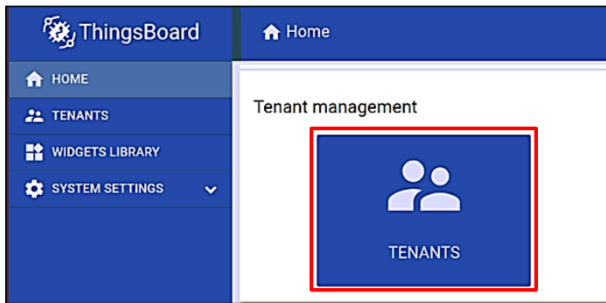 ThingsBoard
Home
HOME
TENANTS
WIDGETS LIBRARY
SYSTEM SETTINGS
Tenant management
TENANTS